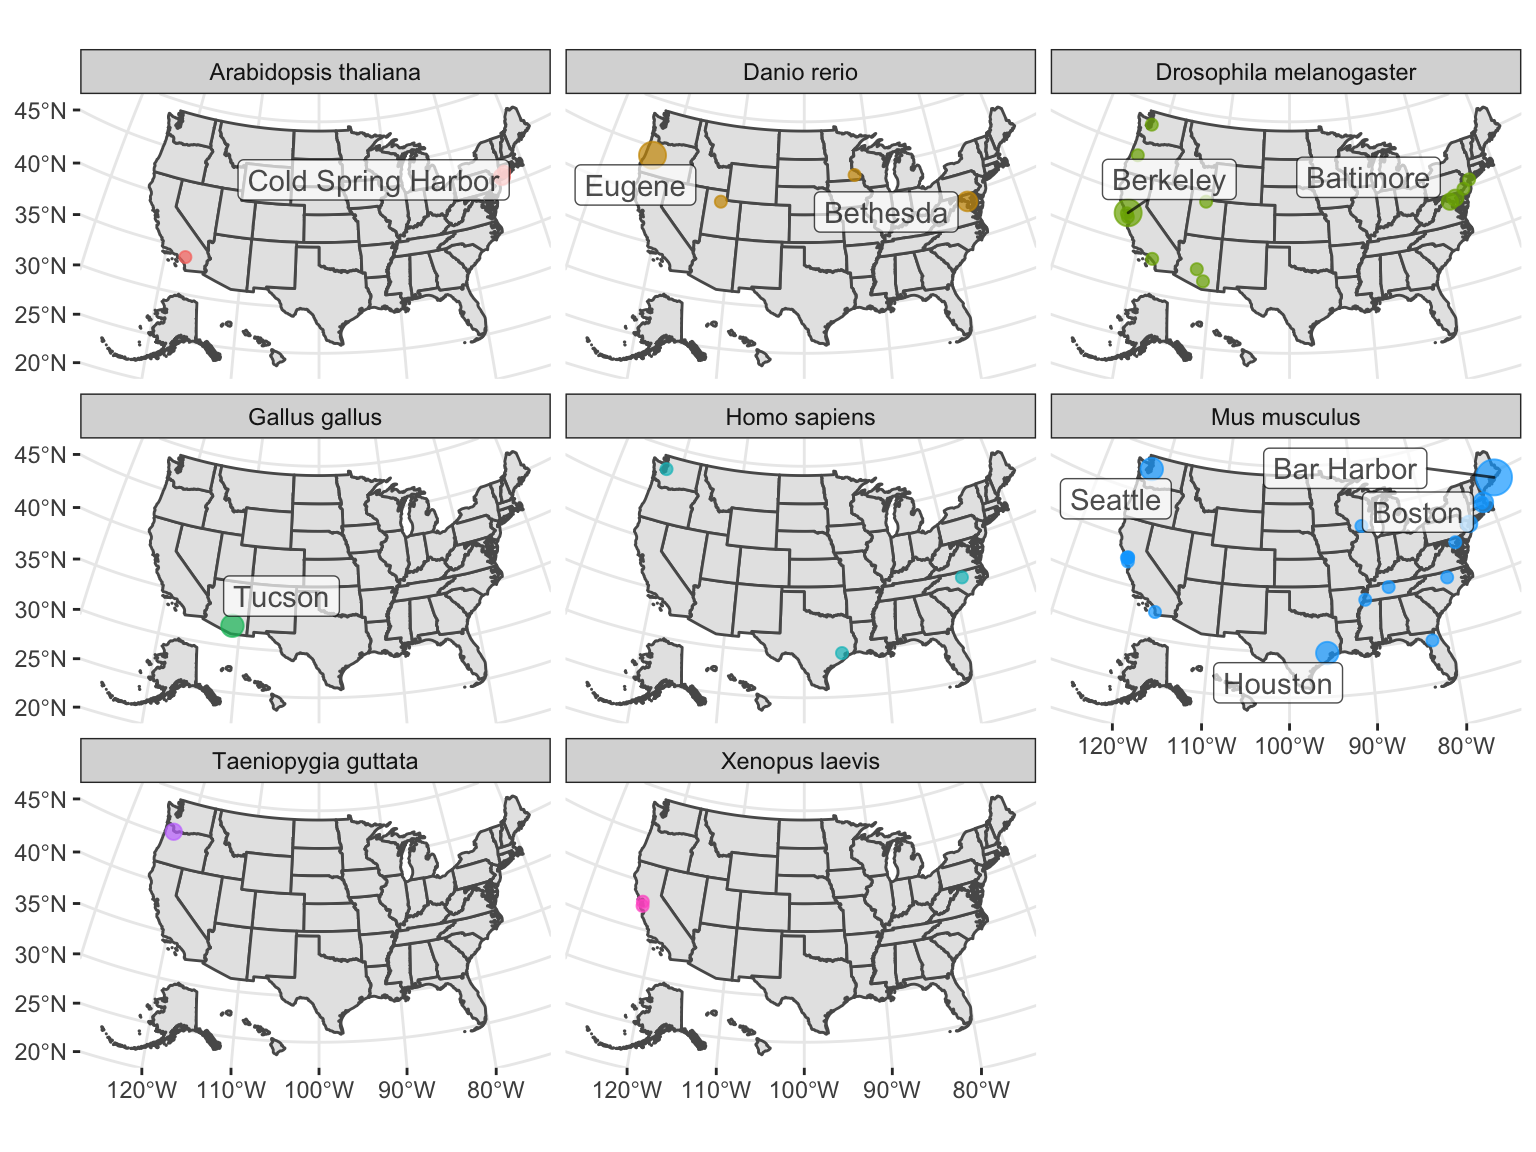 Arabidopsis thaliana
Danio rerio
Drosophila melanogaster
45°N
40°N
35°N
30°N
25°N
20°N
Cold Spring Harbor
Eugene
Bethesda
Berkeley
Baltimore
Gallus gallus
Homo sapiens
Mus musculus
45°N
40°N
35°N
30°N
25°N
20°N
Tucson
Bar Harbor
Seattle
Boston
Houston
120°W 110°W 100°W 90°W 80°W
Taeniopygia guttata
Xenopus laevis
45°N
40°N
35°N
30°N
25°N
20°N
120°W 110°W 100°W 90°W 80°W
120°W 110°W 100°W 90°W 80°W